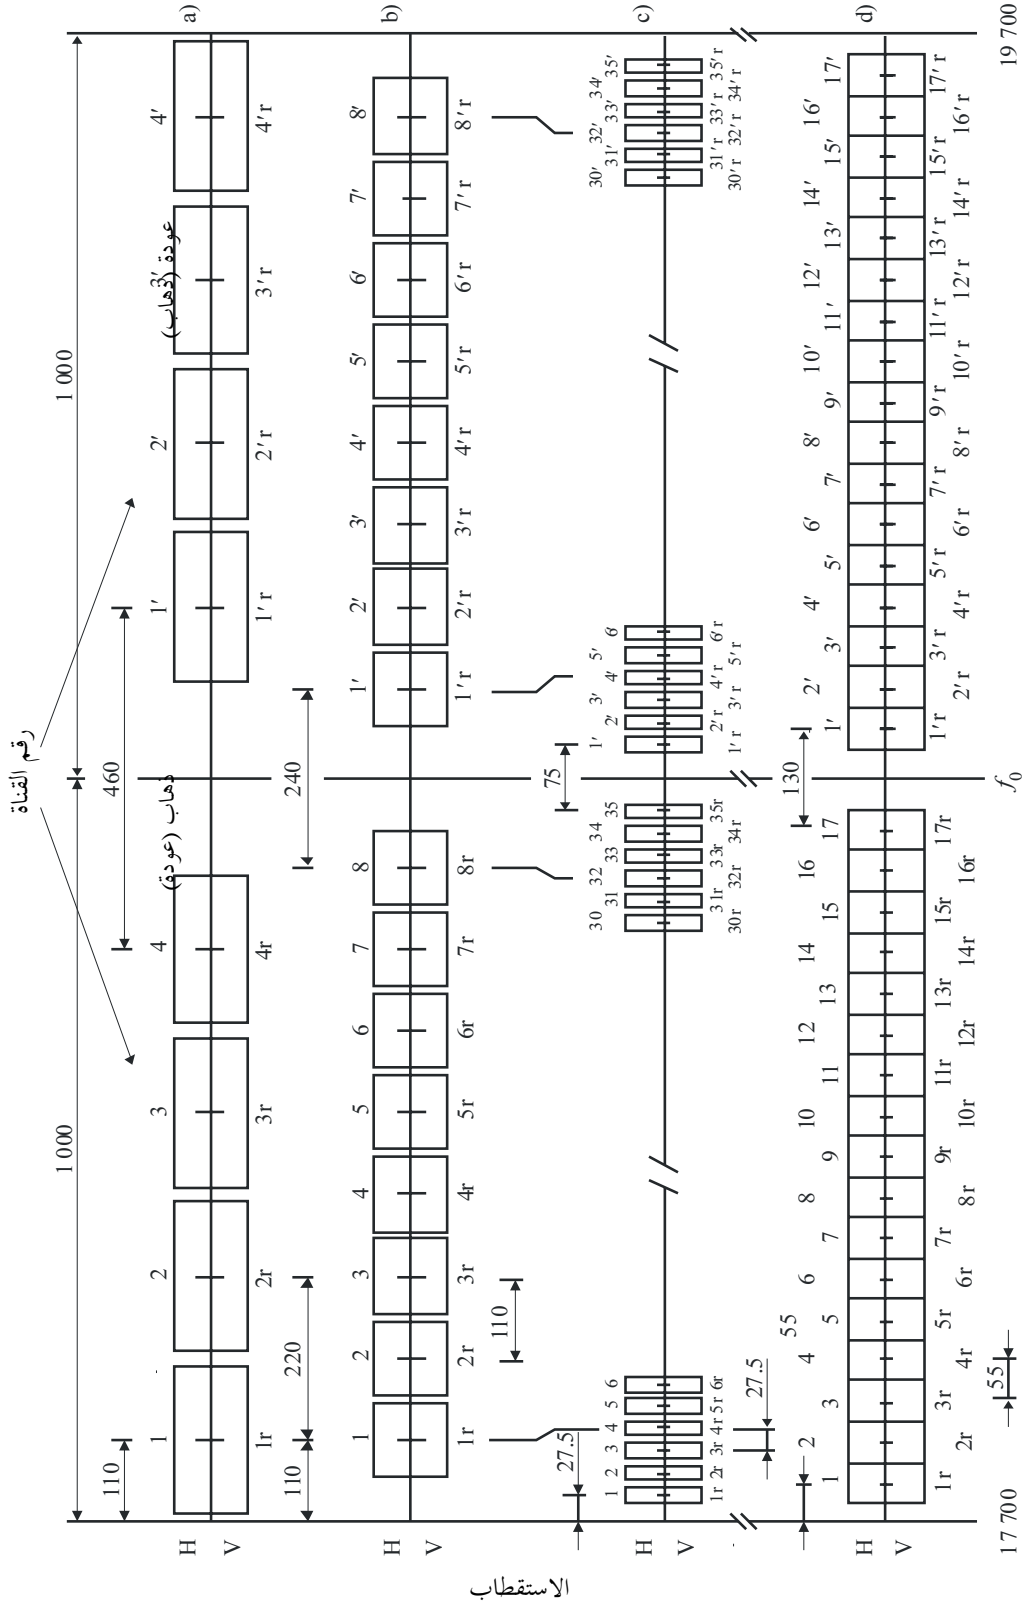 رقم القناة
1 000 1 000
ذهاب (عودة) عودة (ذهاب)
110 460
1 2 3 4 1′ 2′ 3′ 4′
H
V
a)
1r 2r 3r 4r 1′r 2′r 3′r 4′r
110 220 240
1 2 3 4 5 6 7 8 1′ 2′ 3′ 4′ 5′ 6′ 7′ 8′
H
V
b)
1r 2r 3r 4r 5r 6r 7r 8r 1′r 2′r 3′r 4′r 5′r 6′r 7′r 8′r
الاستقطاب
110
27.5 75
1 2 3 4 5 6 30 31 32 33 34 35 1′ 2′ 3′ 4′ 5′ 6′ 30′ 31′ 32′ 33′ 34′ 35′
H
V
c)
1r 2r 3r 4r 5r 6r 30r 31r 32r 33r 34r 35r 1′r 2′r 3′r 4′r 5′r 6′r 30′r 31′r 32′r 33′r 34′r 35′r
27.5
55 130
1 2 3 4 5 6 7 8 9 10 11 12 13 14 15 16 17 1′ 2′ 3′ 4′ 5′ 6′ 7′ 8′ 9′ 10′ 11′ 12′ 13′ 14′ 15′ 16′ 17′
H
V
d)
1r 2r 3r 4r 5r 6r 7r 8r 9r 10r 11r 12r 13r 14r 15r 16r 17r 1′r 2′r 3′r 4′r 5′r 6′r 7′r 8′r 9′r 10′r 11′r 12′r 13′r 14′r 15′r 16′r 17′r
55
17 700 f0 19 700